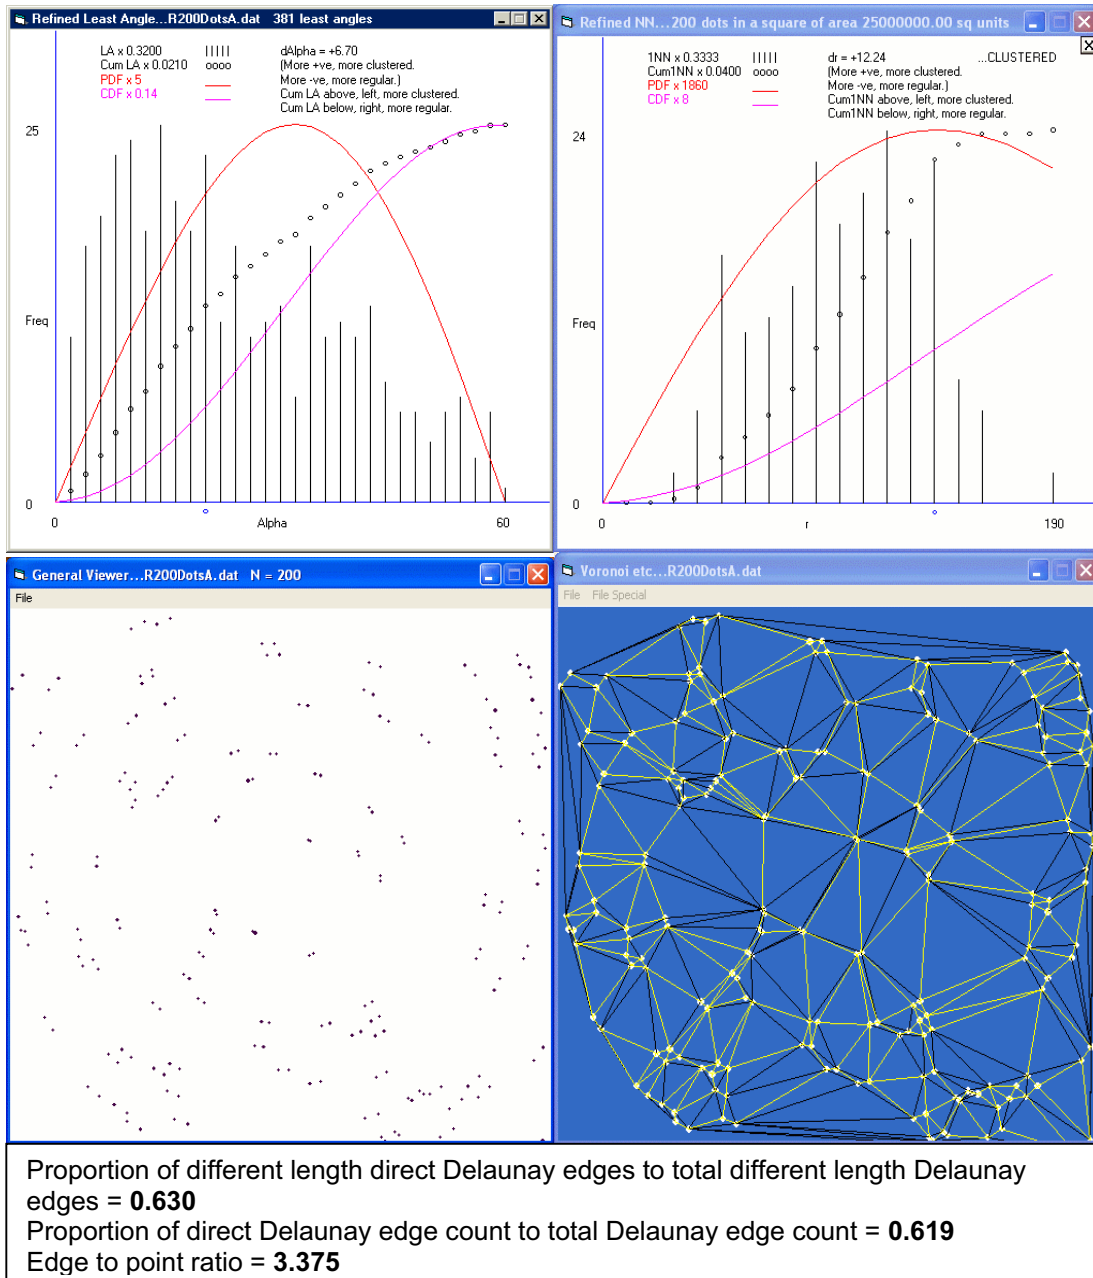 Refined Least Angle...R200DotsA.dat 381 least angles
LA x 0.3200 | | | | | dAlpha = +6.70
Cum LA x 0.0210 oooo (More +ve, more clustered.
PDF x 5 More -ve, more regular.)
CDF x 0.14 Cum LA above, left, more clustered.
Cum LA below, right, more regular.
25
Freq
0
0 Alpha 60
Refined NN...200 dots in a square of area 25000000.00 sq units
1NN x 0.3333 | | | | | dr = +12.24 ...CLUSTERED
Cum1NN x 0.0400 oooo (More +ve, more clustered.
PDF x 1860 More -ve, more regular.)
CDF x 8 Cum1NN above, left, more clustered.
Cum1NN below, right, more regular.
24
Freq
0
0 r 190
General Viewer...R200DotsA.dat N = 200
File
Voronoi etc...R200DotsA.dat
File File Special
Proportion of different length direct Delaunay edges to total different length Delaunay
edges = 0.630
Proportion of direct Delaunay edge count to total Delaunay edge count = 0.619
Edge to point ratio = 3.375